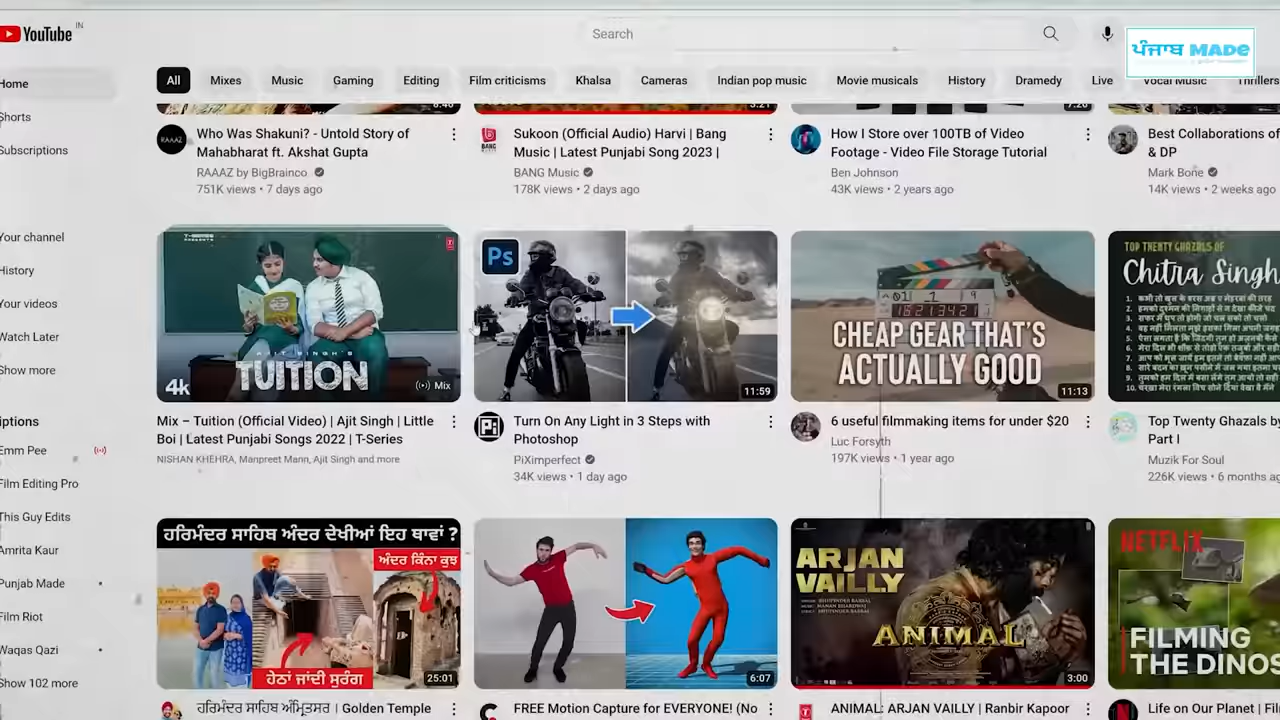 YouTube IN
Search
ਪੰਜਾਬ MADE
Home
Shorts
Subscriptions
Your channel
History
Your videos
Watch Later
Show more
iptions
Emm Pee
Film Editing Pro
This Guy Edits
Amrita Kaur
Punjab Made
Film Riot
Waqas Qazi
Show 102 more
All
Mixes
Music
Gaming
Editing
Film criticisms
Khalsa
Cameras
Indian pop music
Movie musicals
History
Dramedy
Live
Vocal Music
Thrillers
8:46
3:21
7:26
Who Was Shakuni? - Untold Story of
Mahabharat ft. Akshat Gupta
RAAAZ by BigBrainco
751K views • 7 days ago
Sukoon (Official Audio) Harvi | Bang
Music | Latest Punjabi Song 2023 |
BANG Music
178K views • 2 days ago
How I Store over 100TB of Video
Footage - Video File Storage Tutorial
Ben Johnson
43K views • 2 years ago
Best Collaborations of
& DP
Mark Bone
14K views • 2 weeks ago
AJIT SINGH'S
TUITION
4k
Mix
Mix – Tuition (Official Video) | Ajit Singh | Little
Boi | Latest Punjabi Songs 2022 | T-Series
NISHAN KHEHRA, Manpreet Mann, Ajit Singh and more
Ps
11:59
Turn On Any Light in 3 Steps with
Photoshop
PiXimperfect
34K views • 1 day ago
CHEAP GEAR THAT'S
ACTUALLY GOOD
11:13
6 useful filmmaking items for under $20
Luc Forsyth
197K views • 1 year ago
TOP TWENTY GHAZALS OF
Chitra Singh
Top Twenty Ghazals by
Part I
Muzik For Soul
226K views • 6 months ag
ਹਰਿਮੰਦਰ ਸਾਹਿਬ ਅੰਦਰ ਦੇਖੀਆਂ ਇਹ ਥਾਵਾਂ ?
ਅੰਦਰ ਕਿੰਨਾ ਕੁਝ
ਹੇਠਾਂ ਜਾਂਦੀ ਸੁਰੰਗ
25:01
ਹਰਿਮੰਦਰ ਸਾਹਿਬ ਅੰਮ੍ਰਿਤਸਰ | Golden Temple
6:07
FREE Motion Capture for EVERYONE! (No
ARJAN
VAILLY
ANIMAL
3:00
ANIMAL: ARJAN VAILLY | Ranbir Kapoor
NETFLIX
FILMING
THE DINOS
Life on Our Planet | Fil